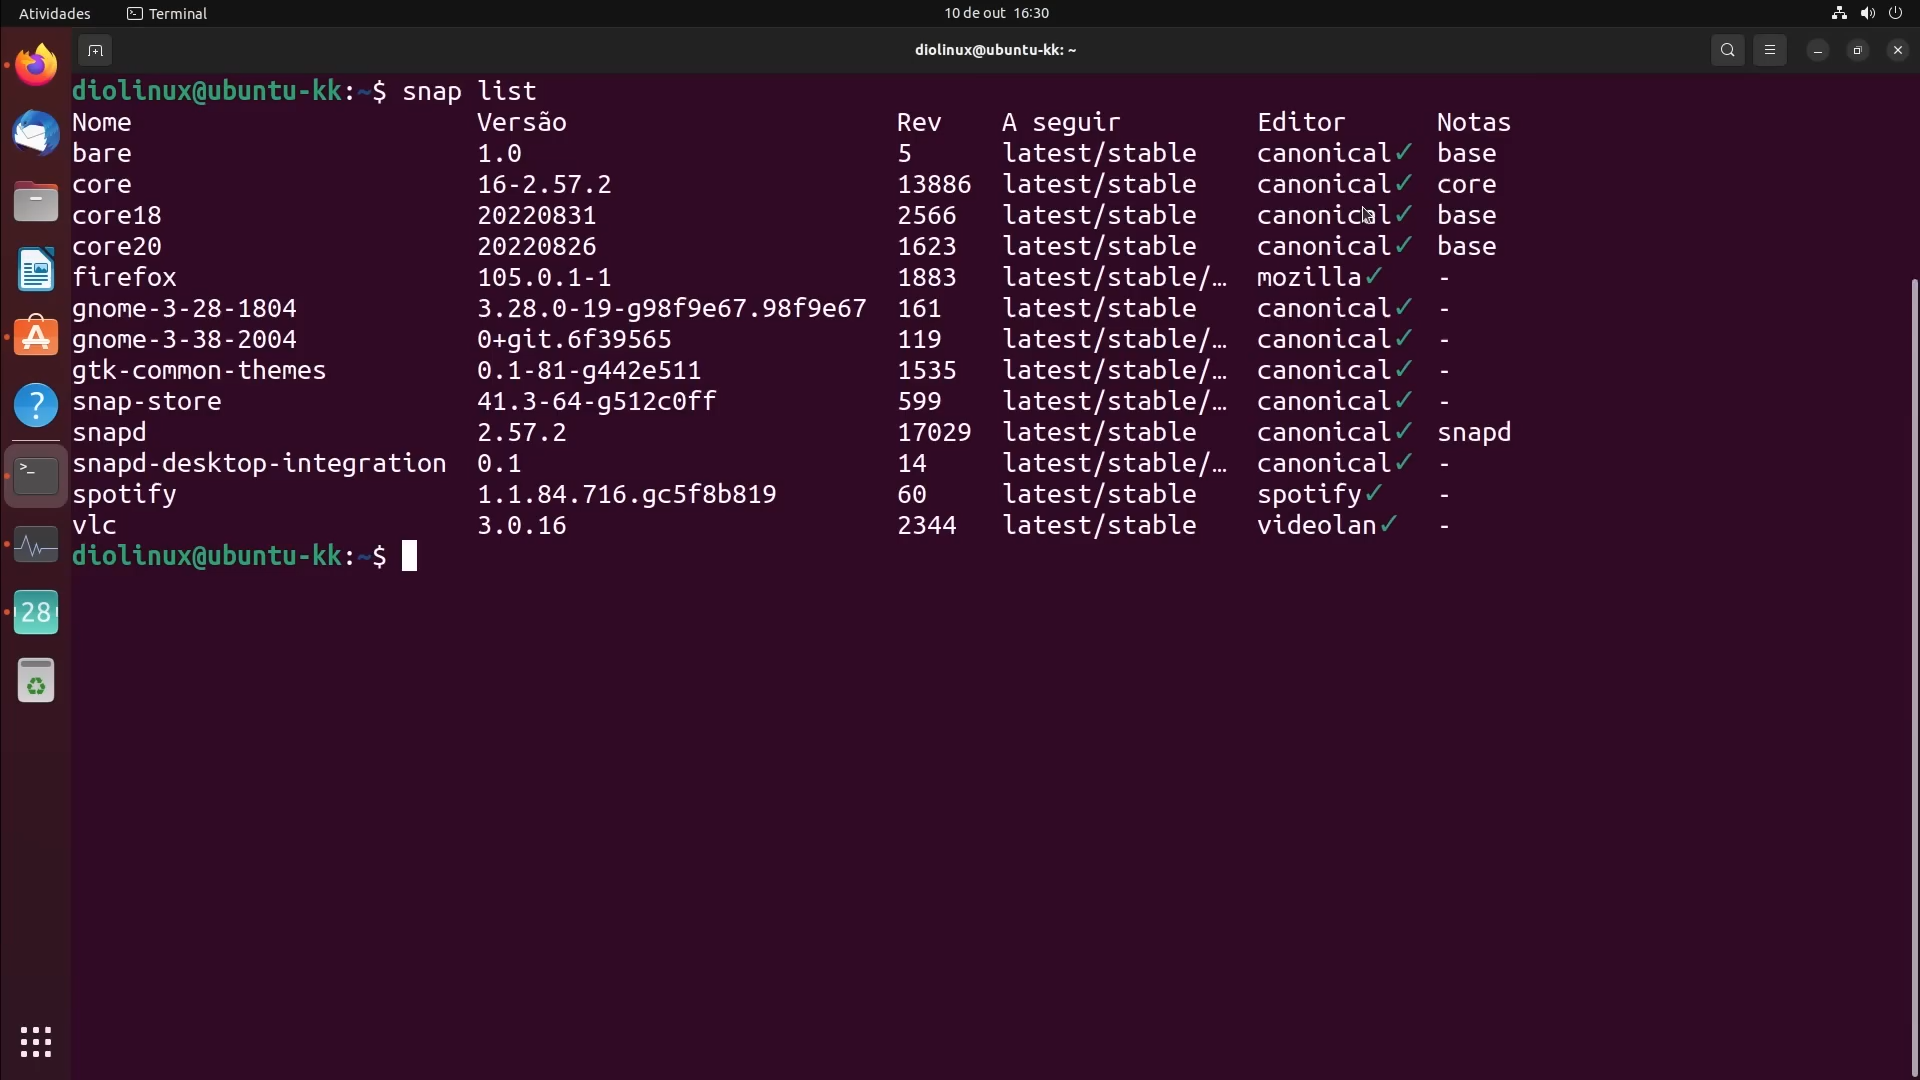 Atividades Terminal 10 de out 16:30
diolinux@ubuntu-kk: ~
diolinux@ubuntu-kk:~$ snap list
Nome Versão Rev A seguir Editor Notas
bare 1.0 5 latest/stable canonical✓ base
core 16-2.57.2 13886 latest/stable canonical✓ core
core18 20220831 2566 latest/stable canonical✓ base
core20 20220826 1623 latest/stable canonical✓ base
firefox 105.0.1-1 1883 latest/stable/… mozilla✓ -
gnome-3-28-1804 3.28.0-19-g98f9e67.98f9e67 161 latest/stable canonical✓ -
gnome-3-38-2004 0+git.6f39565 119 latest/stable/… canonical✓ -
gtk-common-themes 0.1-81-g442e511 1535 latest/stable/… canonical✓ -
snap-store 41.3-64-g512c0ff 599 latest/stable/… canonical✓ -
snapd 2.57.2 17029 latest/stable canonical✓ snapd
snapd-desktop-integration 0.1 14 latest/stable/… canonical✓ -
spotify 1.1.84.716.gc5f8b819 60 latest/stable spotify✓ -
vlc 3.0.16 2344 latest/stable videolan✓ -
diolinux@ubuntu-kk:~$
28